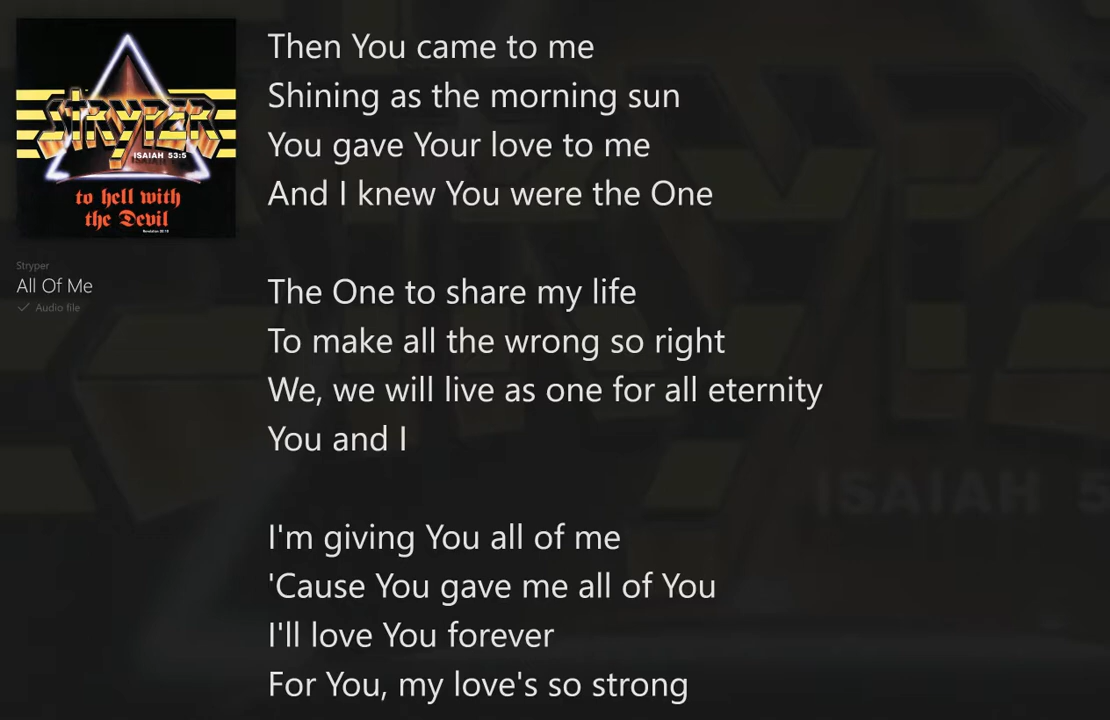 STRYPER
ISAIAH 53:5
to hell with
the Devil
Stryper
All Of Me
Audio file
Then You came to me
Shining as the morning sun
You gave Your love to me
And I knew You were the One
The One to share my life
To make all the wrong so right
We, we will live as one for all eternity
You and I
I'm giving You all of me
'Cause You gave me all of You
I'll love You forever
For You, my love's so strong
ISAIAH 5